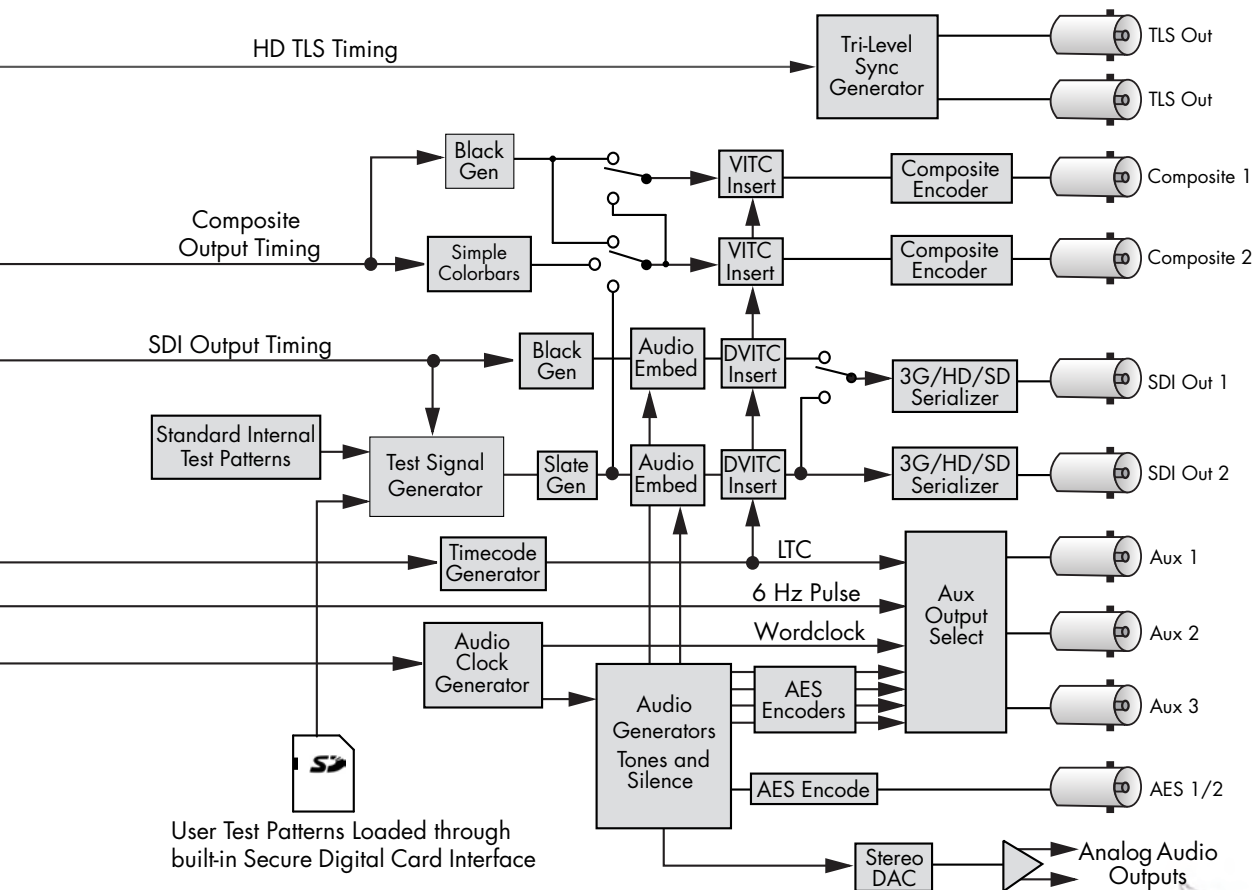 HD TLS Timing
Tri-Level
Sync
Generator
TLS Out
TLS Out
Black
Gen
VITC
Insert
Composite
Encoder
Composite 1
Composite
Output Timing
Simple
Colorbars
VITC
Insert
Composite
Encoder
Composite 2
SDI Output Timing
Black
Gen
Audio
Embed
DVITC
Insert
3G/HD/SD
Serializer
SDI Out 1
Standard Internal
Test Patterns
Test Signal
Generator
Slate
Gen
Audio
Embed
DVITC
Insert
3G/HD/SD
Serializer
SDI Out 2
Timecode
Generator
LTC
6 Hz Pulse
Wordclock
Aux
Output
Select
Aux 1
Aux 2
Aux 3
Audio
Clock
Generator
Audio
Generators
Tones and
Silence
AES
Encoders
AES Encode
AES 1/2
SD
User Test Patterns Loaded through
built-in Secure Digital Card Interface
Stereo
DAC
Analog Audio
Outputs